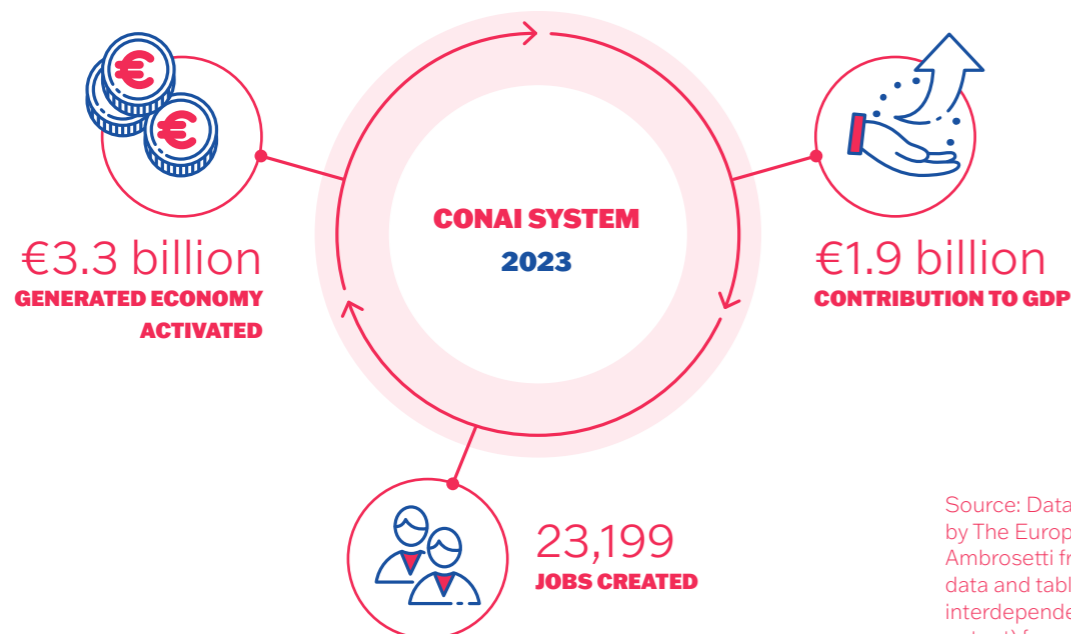 CONAI SYSTEM
2023
€3.3 billion
GENERATED ECONOMY
ACTIVATED
€1.9 billion
CONTRIBUTION TO GDP
23,199
JOBS CREATED
Source: Data
by The Europ
Ambrosetti fr
data and tabl
interdepende